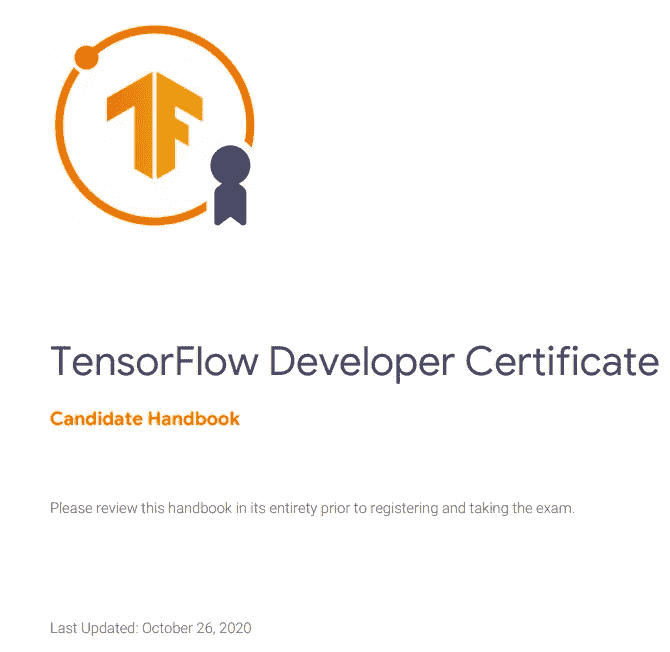 TF
TensorFlow Developer Certificate
Candidate Handbook
Please review this handbook in its entirety prior to registering and taking the exam.
Last Updated: October 26, 2020